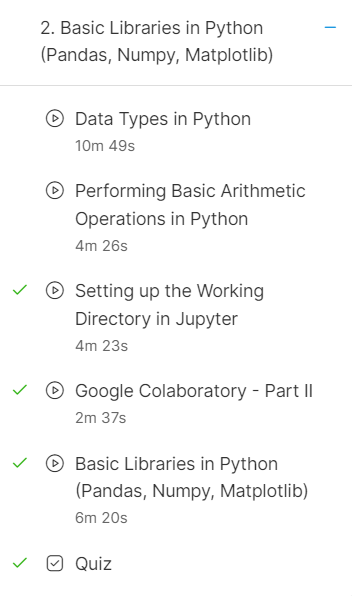 2. Basic Libraries in Python
(Pandas, Numpy, Matplotlib)
Data Types in Python
10m 49s
Performing Basic Arithmetic
Operations in Python
4m 26s
Setting up the Working
Directory in Jupyter
4m 23s
Google Colaboratory - Part II
2m 37s
Basic Libraries in Python
(Pandas, Numpy, Matplotlib)
6m 20s
Quiz